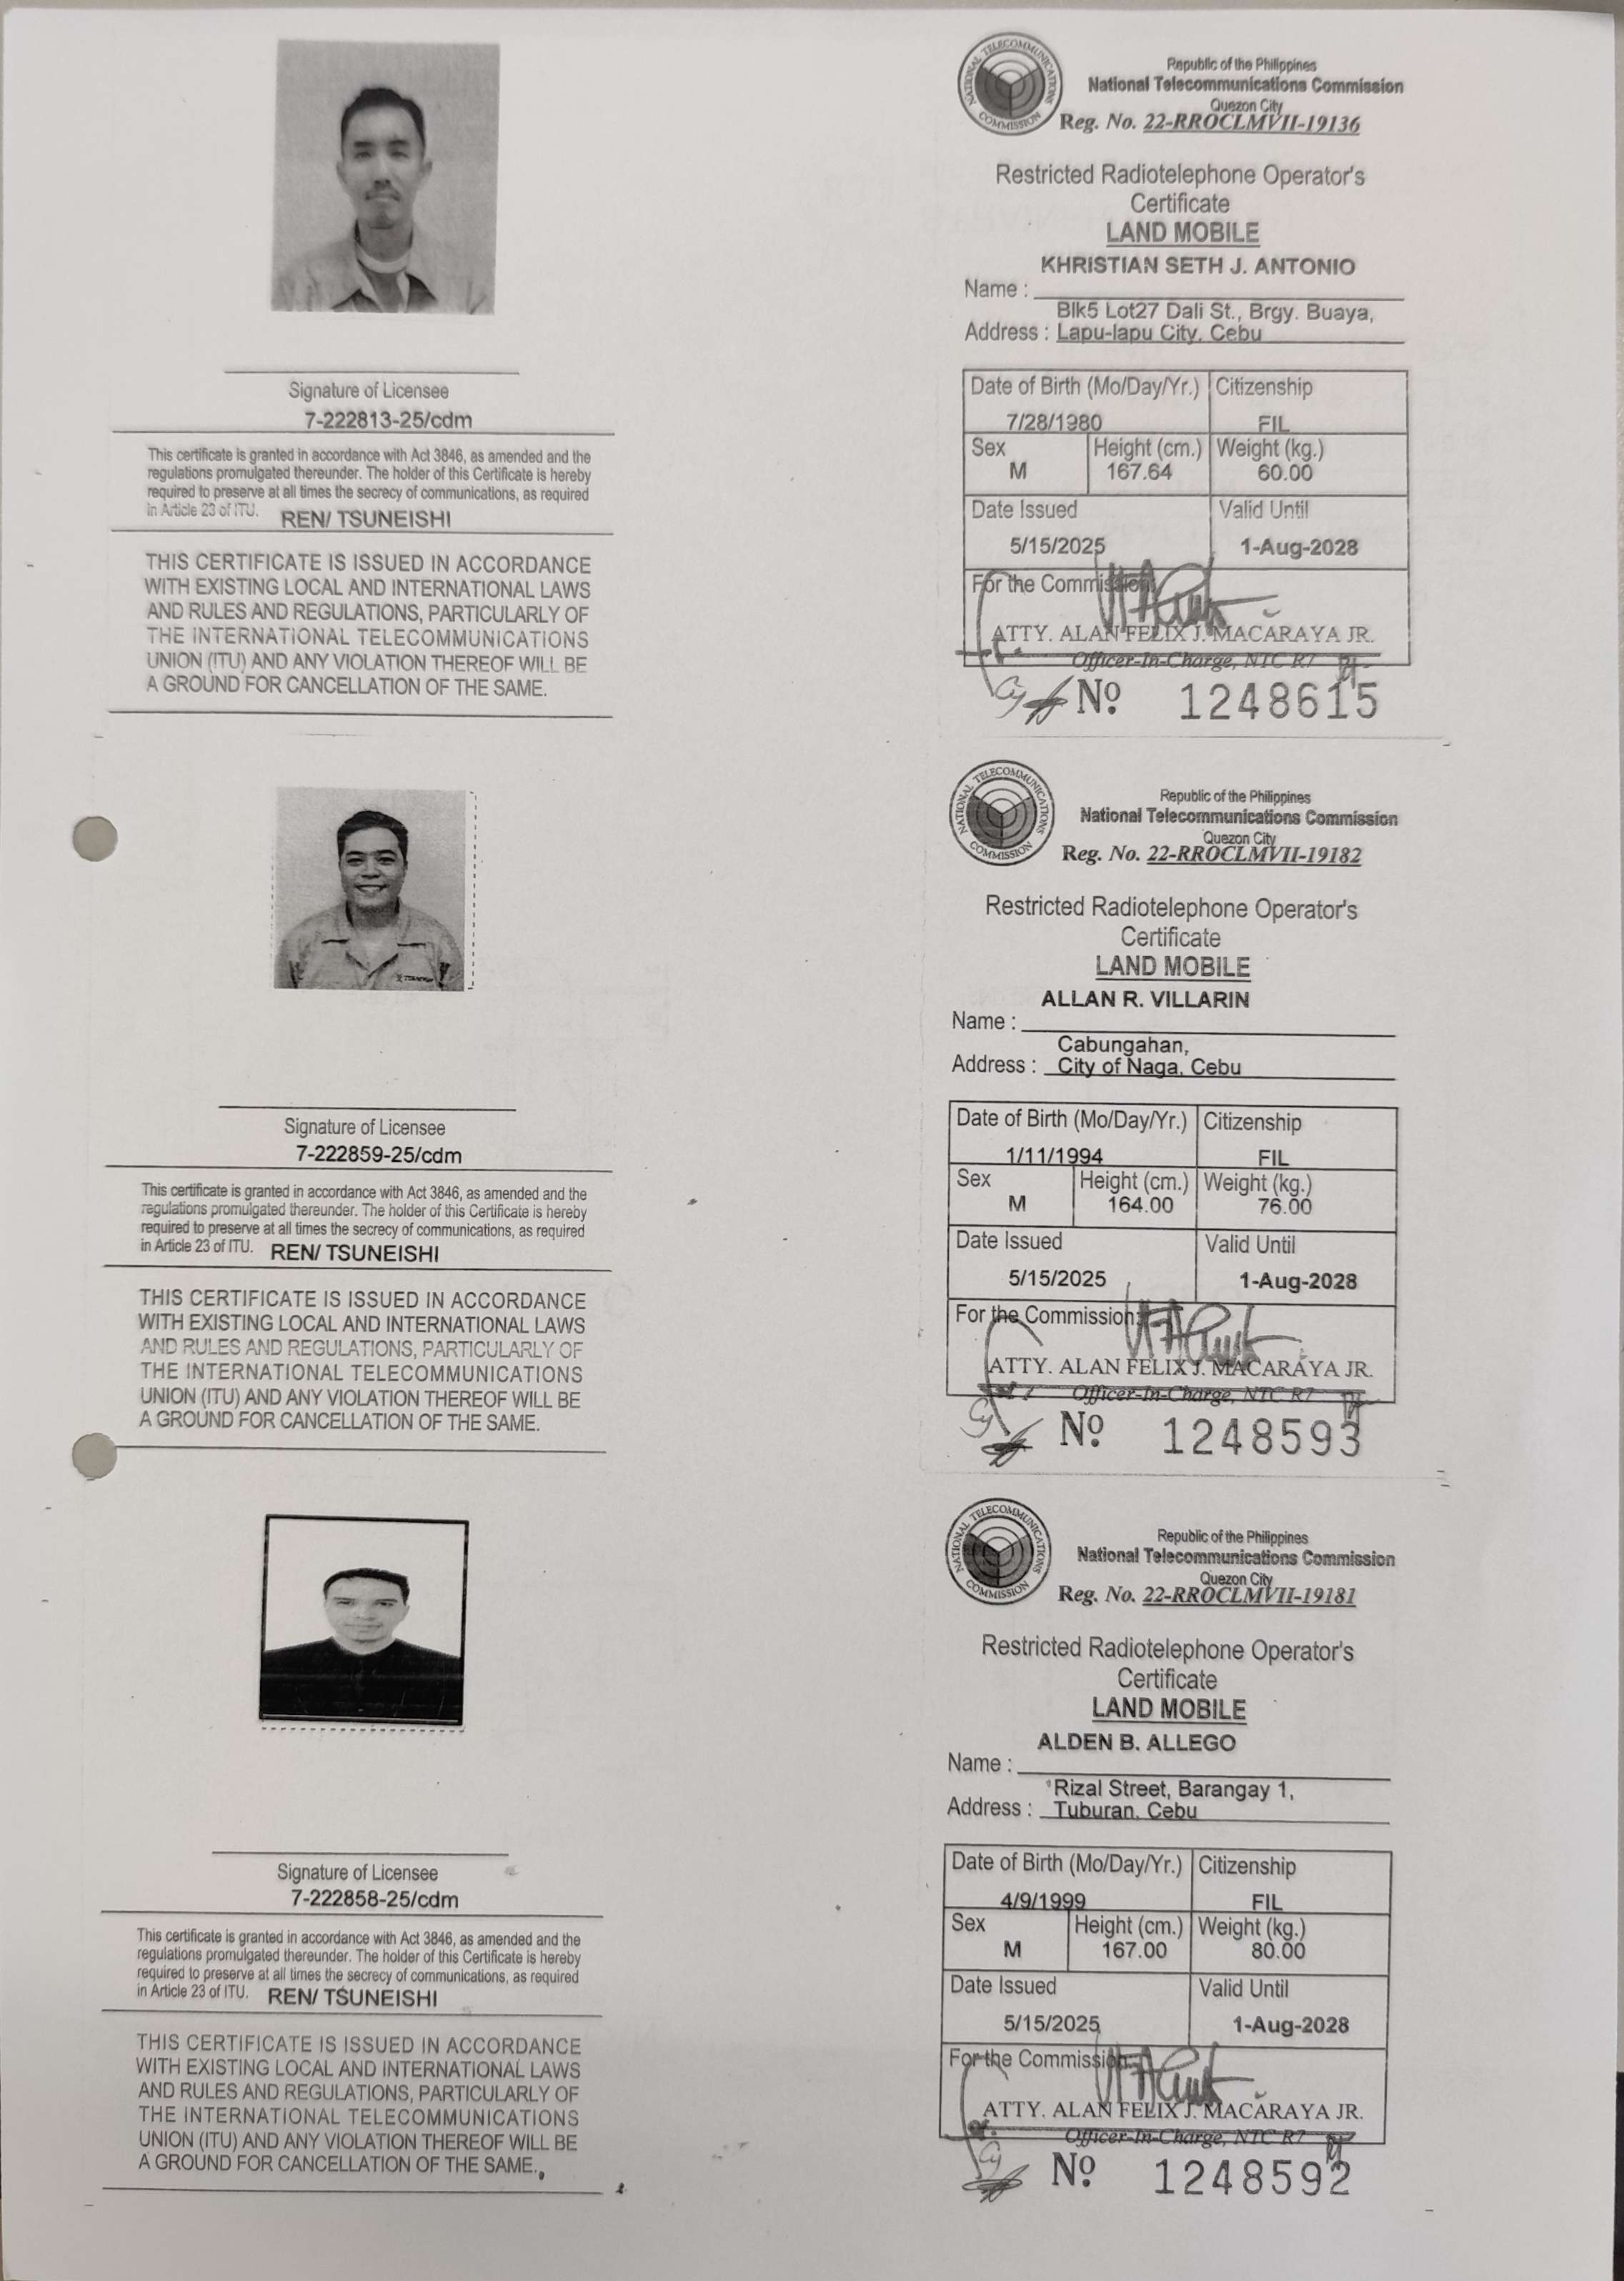 Signature of Licensee
7-222813-25/cdm
This certificate is granted in accordance with Act 3846, as amended and the
regulations promulgated thereunder. The holder of this Certificate is hereby
required to preserve at all times the secrecy of communications, as required
in Article 23 of ITU. REN/ TSUNEISHI
THIS CERTIFICATE IS ISSUED IN ACCORDANCE
WITH EXISTING LOCAL AND INTERNATIONAL LAWS
AND RULES AND REGULATIONS, PARTICULARLY OF
THE INTERNATIONAL TELECOMMUNICATIONS
UNION (ITU) AND ANY VIOLATION THEREOF WILL BE
A GROUND FOR CANCELLATION OF THE SAME.
NATIONAL TELECOMMUNICATIONS COMMISSION
Republic of the Philippines
National Telecommunications Commission
Quezon City
Reg. No. 22-RROCLMVII-19136
Restricted Radiotelephone Operator's
Certificate
LAND MOBILE
KHRISTIAN SETH J. ANTONIO
Name :
Blk5 Lot27 Dali St., Brgy. Buaya,
Address : Lapu-lapu City, Cebu
Date of Birth (Mo/Day/Yr.) Citizenship
7/28/1980 FIL
Sex Height (cm.) Weight (kg.)
M 167.64 60.00
Date Issued Valid Until
5/15/2025 1-Aug-2028
For the Commission:
ATTY. ALAN FELIX J. MACARAYA JR.
Officer-In-Charge, NTC R7
Nº 1248615
Signature of Licensee
7-222859-25/cdm
This certificate is granted in accordance with Act 3846, as amended and the
regulations promulgated thereunder. The holder of this Certificate is hereby
required to preserve at all times the secrecy of communications, as required
in Article 23 of ITU. REN/ TSUNEISHI
THIS CERTIFICATE IS ISSUED IN ACCORDANCE
WITH EXISTING LOCAL AND INTERNATIONAL LAWS
AND RULES AND REGULATIONS, PARTICULARLY OF
THE INTERNATIONAL TELECOMMUNICATIONS
UNION (ITU) AND ANY VIOLATION THEREOF WILL BE
A GROUND FOR CANCELLATION OF THE SAME.
NATIONAL TELECOMMUNICATIONS COMMISSION
Republic of the Philippines
National Telecommunications Commission
Quezon City
Reg. No. 22-RROCLMVII-19182
Restricted Radiotelephone Operator's
Certificate
LAND MOBILE
ALLAN R. VILLARIN
Name :
Cabungahan,
Address : City of Naga, Cebu
Date of Birth (Mo/Day/Yr.) Citizenship
1/11/1994 FIL
Sex Height (cm.) Weight (kg.)
M 164.00 76.00
Date Issued Valid Until
5/15/2025 1-Aug-2028
For the Commission:
ATTY. ALAN FELIX J. MACARAYA JR.
Officer-In-Charge, NTC R7
Nº 1248593
Signature of Licensee
7-222858-25/cdm
This certificate is granted in accordance with Act 3846, as amended and the
regulations promulgated thereunder. The holder of this Certificate is hereby
required to preserve at all times the secrecy of communications, as required
in Article 23 of ITU. REN/ TSUNEISHI
THIS CERTIFICATE IS ISSUED IN ACCORDANCE
WITH EXISTING LOCAL AND INTERNATIONAL LAWS
AND RULES AND REGULATIONS, PARTICULARLY OF
THE INTERNATIONAL TELECOMMUNICATIONS
UNION (ITU) AND ANY VIOLATION THEREOF WILL BE
A GROUND FOR CANCELLATION OF THE SAME.
NATIONAL TELECOMMUNICATIONS COMMISSION
Republic of the Philippines
National Telecommunications Commission
Quezon City
Reg. No. 22-RROCLMVII-19181
Restricted Radiotelephone Operator's
Certificate
LAND MOBILE
ALDEN B. ALLEGO
Name :
Rizal Street, Barangay 1,
Address : Tuburan, Cebu
Date of Birth (Mo/Day/Yr.) Citizenship
4/9/1999 FIL
Sex Height (cm.) Weight (kg.)
M 167.00 80.00
Date Issued Valid Until
5/15/2025 1-Aug-2028
For the Commission:
ATTY. ALAN FELIX J. MACARAYA JR.
Officer-In-Charge, NTC R7
Nº 1248592